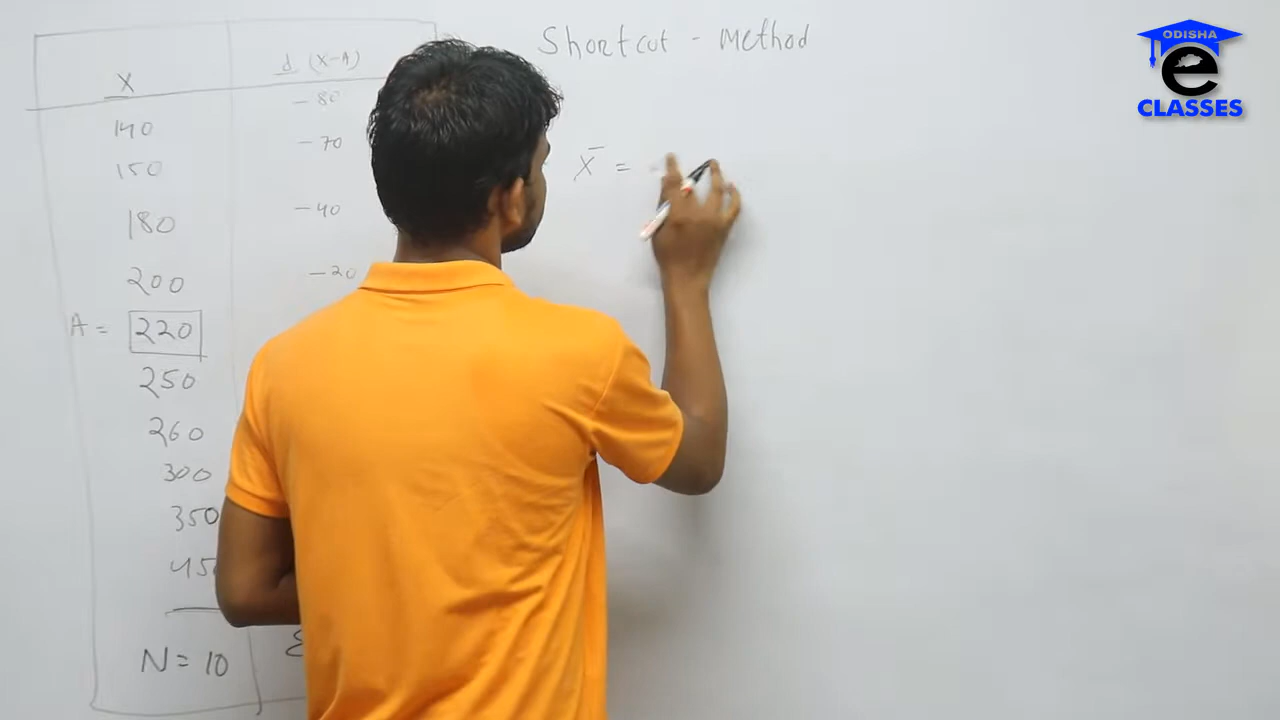 Shortcut - Method
X d (X-A)
140 -80
150 -70
180 -40
200 -20
A = 220
250
260
300
350
450
N = 10 Σ
X̄ =
ODISHA
e
CLASSES